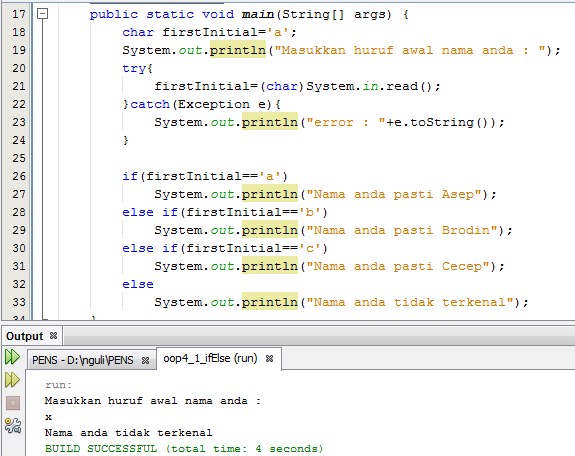 17 public static void main(String[] args) {
18 char firstInitial='a';
19 System.out.println("Masukkan huruf awal nama anda : ");
20 try{
21 firstInitial=(char)System.in.read();
22 }catch(Exception e){
23 System.out.println("error : "+e.toString());
24 }
25
26 if(firstInitial=='a')
27 System.out.println("Nama anda pasti Asep");
28 else if(firstInitial=='b')
29 System.out.println("Nama anda pasti Brodin");
30 else if(firstInitial=='c')
31 System.out.println("Nama anda pasti Cecep");
32 else
33 System.out.println("Nama anda tidak terkenal");
34 }
Output
PENS - D:\nguli\PENS oop4_1_ifElse (run)
run:
Masukkan huruf awal nama anda :
x
Nama anda tidak terkenal
BUILD SUCCESSFUL (total time: 4 seconds)